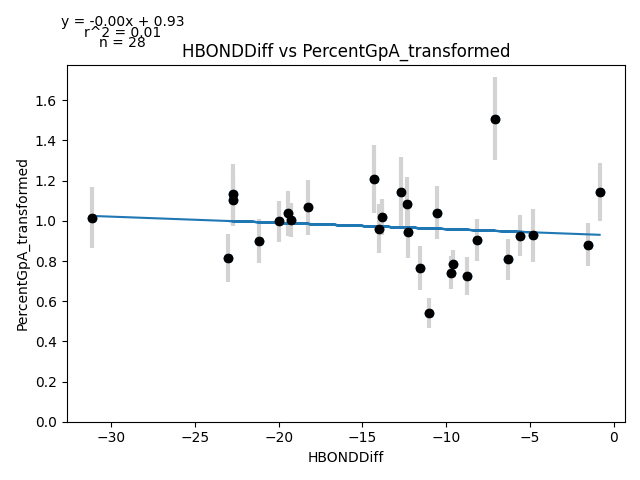 y = -0.00x + 0.93
r^2 = 0.01
n = 28
HBONDDiff vs PercentGpA_transformed
PercentGpA_transformed
1.6
1.4
1.2
1.0
0.8
0.6
0.4
0.2
0.0
−30
−25
−20
−15
−10
−5
0
HBONDDiff